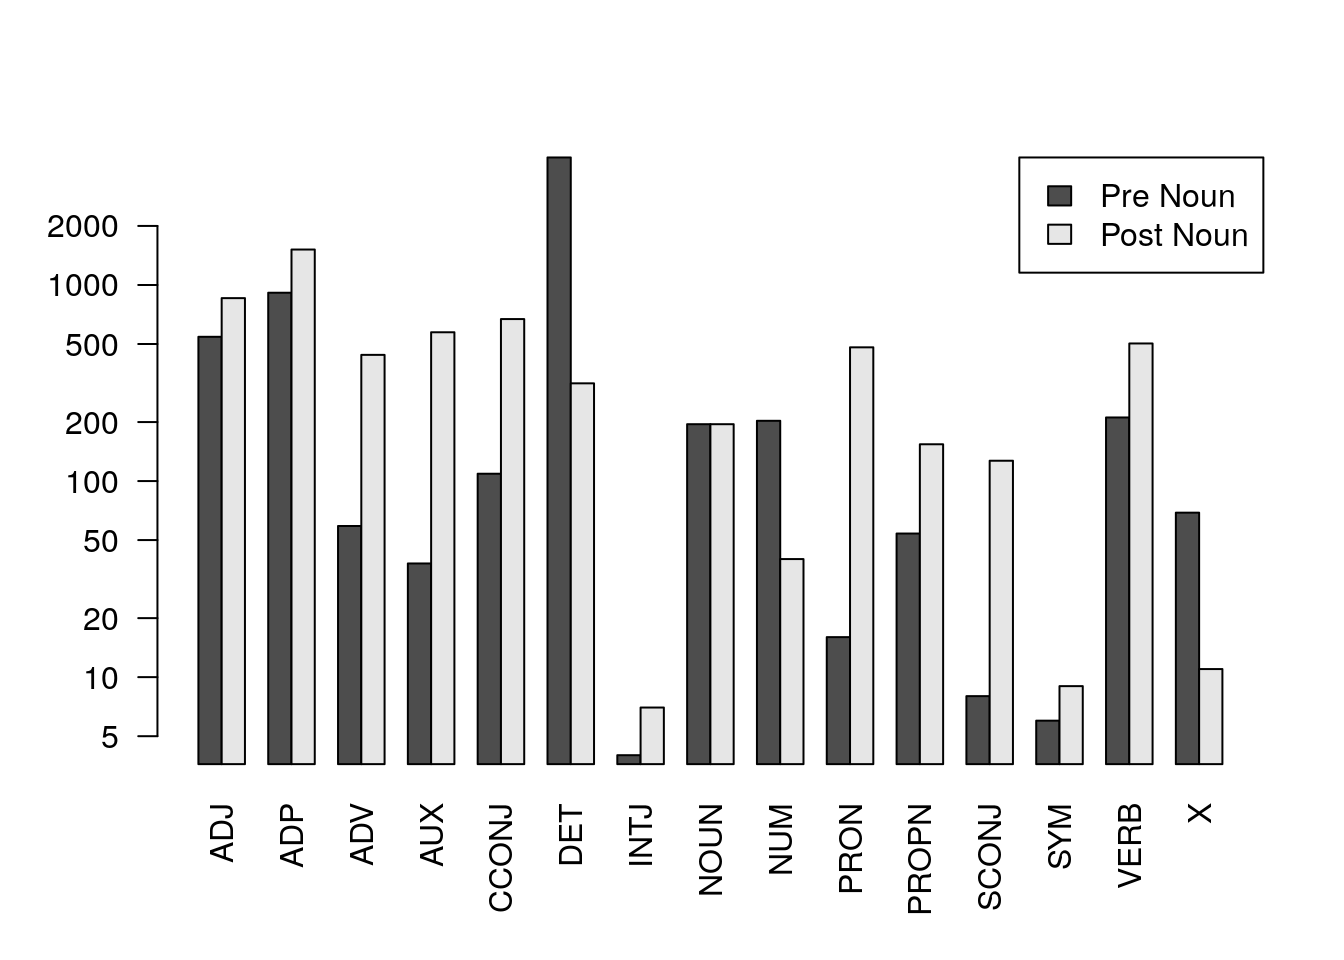 Pre Noun
Post Noun
2000
1000
500
200
100
50
20
10
5
ADJ
ADP
ADV
AUX
CCONJ
DET
INTJ
NOUN
NUM
PRON
PROPN
SCONJ
SYM
VERB
X